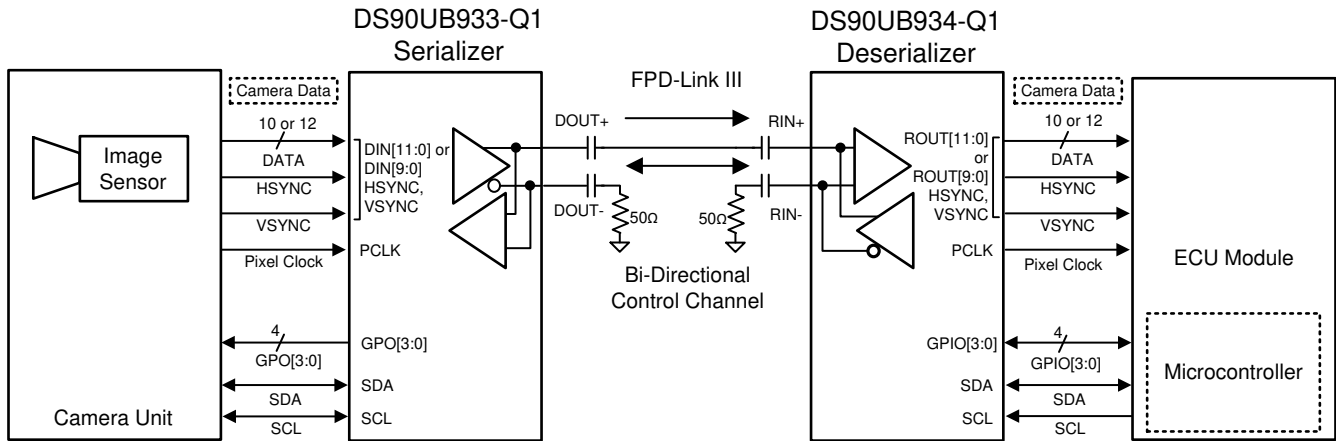 DS90UB933-Q1
Serializer
DS90UB934-Q1
Deserializer
FPD-Link III
Camera Data
10 or 12
DATA
HSYNC
VSYNC
Pixel Clock
4
GPO[3:0]
SDA
SCL
Image
Sensor
Camera Unit
DIN[11:0] or
DIN[9:0]
HSYNC,
VSYNC
PCLK
GPO[3:0]
SDA
SCL
DOUT+
DOUT-
50Ω
RIN+
RIN-
50Ω
Bi-Directional
Control Channel
ROUT[11:0]
or
ROUT[9:0]
HSYNC,
VSYNC
PCLK
GPIO[3:0]
SDA
SCL
Camera Data
10 or 12
DATA
HSYNC
VSYNC
Pixel Clock
4
GPIO[3:0]
SDA
SCL
ECU Module
Microcontroller